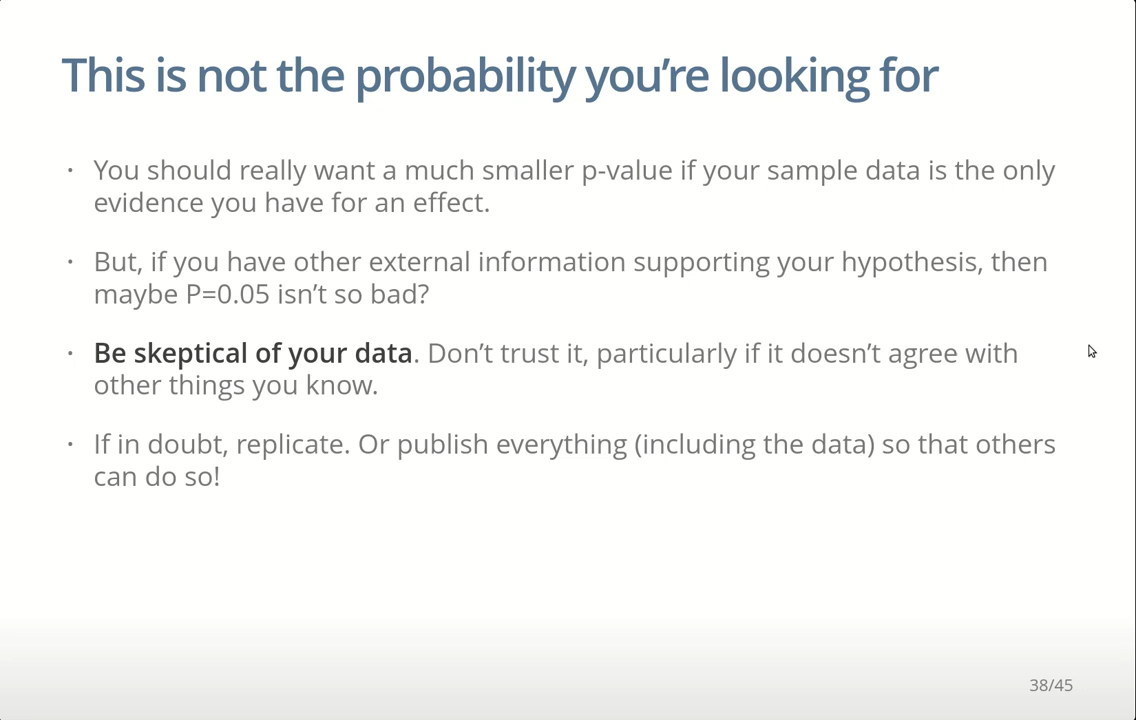 This is not the probability you’re looking for
· You should really want a much smaller p-value if your sample data is the only
evidence you have for an effect.
· But, if you have other external information supporting your hypothesis, then
maybe P=0.05 isn’t so bad?
· Be skeptical of your data. Don’t trust it, particularly if it doesn’t agree with
other things you know.
· If in doubt, replicate. Or publish everything (including the data) so that others
can do so!
38/45